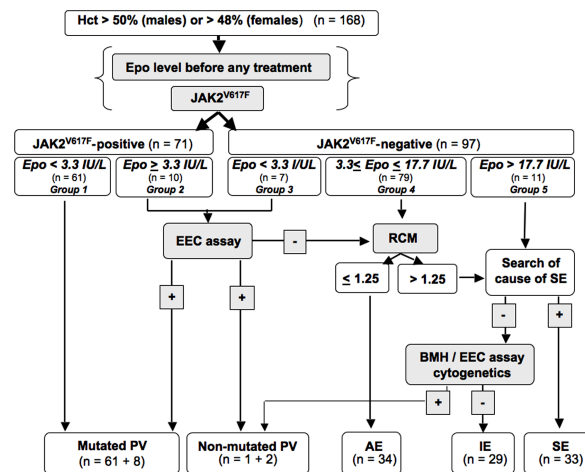 Hct > 50% (males) or > 48% (females) (n = 168)
Epo level before any treatment
JAK2V617F
JAK2V617F-positive (n = 71)
JAK2V617F-negative (n = 97)
Epo < 3.3 IU/L
(n = 61)
Group 1
Epo ≥ 3.3 IU/L
(n = 10)
Group 2
Epo < 3.3 I/UL
(n = 7)
Group 3
3.3≤ Epo ≤ 17.7 IU/L
(n = 79)
Group 4
Epo > 17.7 IU/L
(n = 11)
Group 5
EEC assay
-
RCM
Search of
cause of SE
≤ 1.25
> 1.25
+
+
-
+
BMH / EEC assay
cytogenetics
+
-
Mutated PV
(n = 61 + 8)
Non-mutated PV
(n = 1 + 2)
AE
(n = 34)
IE
(n = 29)
SE
(n = 33)